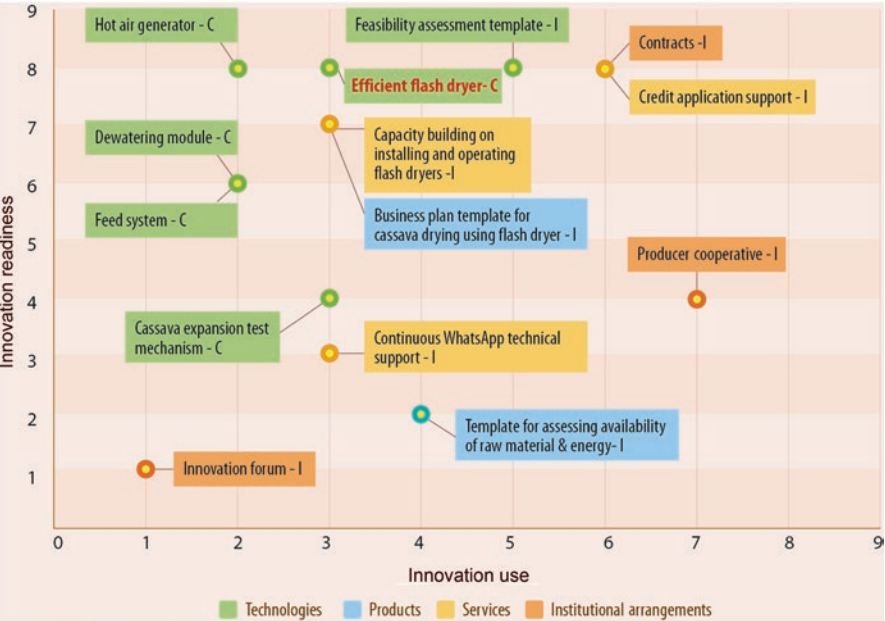 9
Hot air generator - C
Feasibility assessment template - I
Contracts -I
8
Efficient flash dryer- C
Credit application support - I
7
Dewatering module - C
Capacity building on
installing and operating
flash dryers -I
6
Feed system - C
Business plan template for
cassava drying using flash dryer - I
5
Producer cooperative - I
4
Cassava expansion test
mechanism - C
Continuous WhatsApp technical
support - I
3
2
Template for assessing availability
of raw material & energy- I
Innovation forum - I
1
Innovation readiness
0 1 2 3 4 5 6 7 8 9
Innovation use
Technologies Products Services Institutional arrangements